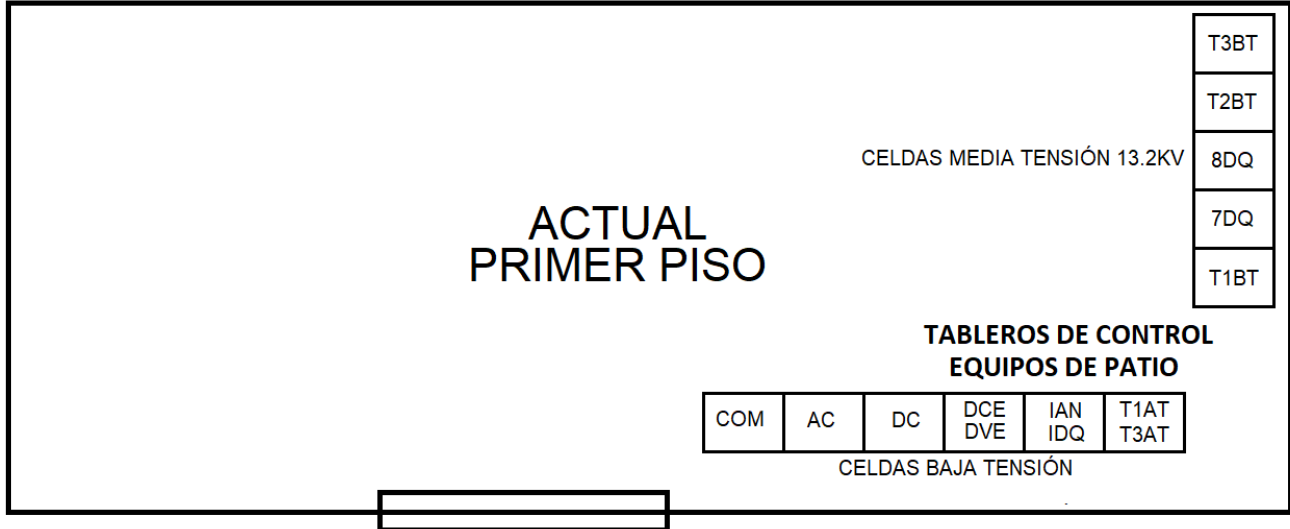 T3BT
T2BT
CELDAS MEDIA TENSIÓN 13.2KV
8DQ
7DQ
T1BT
ACTUAL
PRIMER PISO
TABLEROS DE CONTROL
EQUIPOS DE PATIO
COM
AC
DC
DCE
DVE
IAN
IDQ
T1AT
T3AT
CELDAS BAJA TENSIÓN